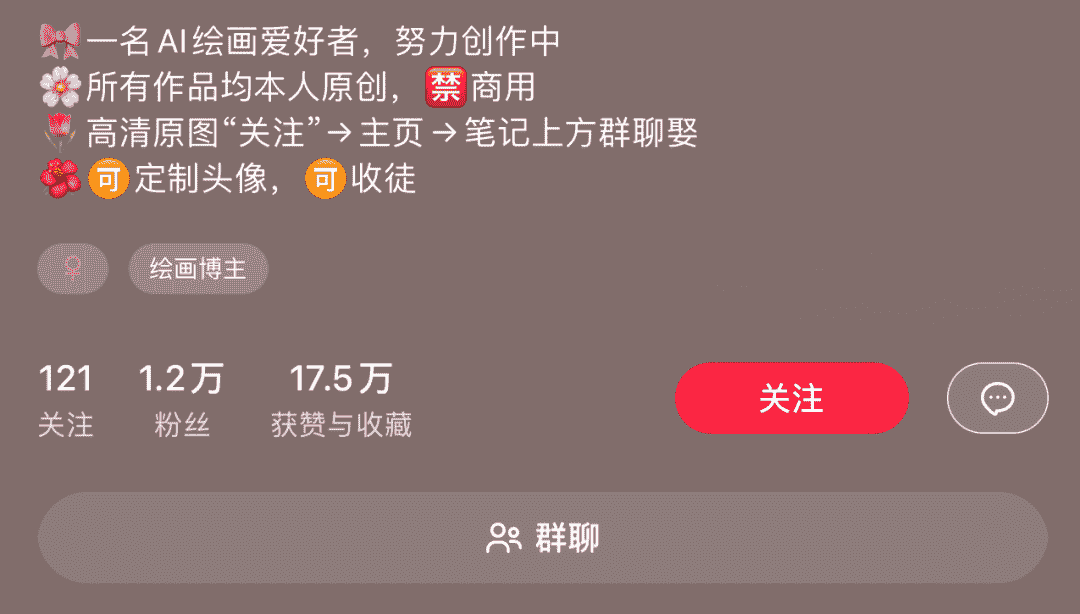 🎀一名AI绘画爱好者，努力创作中
🌸所有作品均本人原创，🈲商用
🌹高清原图“关注”→主页→笔记上方群聊娶
🌺🉑定制头像，🉑收徒
绘画博主
121 1.2万 17.5万
关注 粉丝 获赞与收藏
关注
群聊